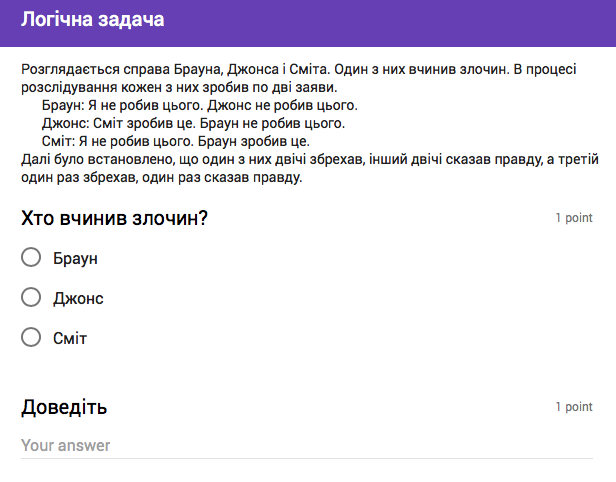 Логічна задача
Розглядається справа Брауна, Джонса і Сміта. Один з них вчинив злочин. В процесі
розслідування кожен з них зробив по дві заяви.
Браун: Я не робив цього. Джонс не робив цього.
Джонс: Сміт зробив це. Браун не робив цього.
Сміт: Я не робив цього. Браун зробив це.
Далі було встановлено, що один з них двічі збрехав, інший двічі сказав правду, а третій
один раз збрехав, один раз сказав правду.
Хто вчинив злочин?
1 point
Браун
Джонс
Сміт
Доведіть
1 point
Your answer